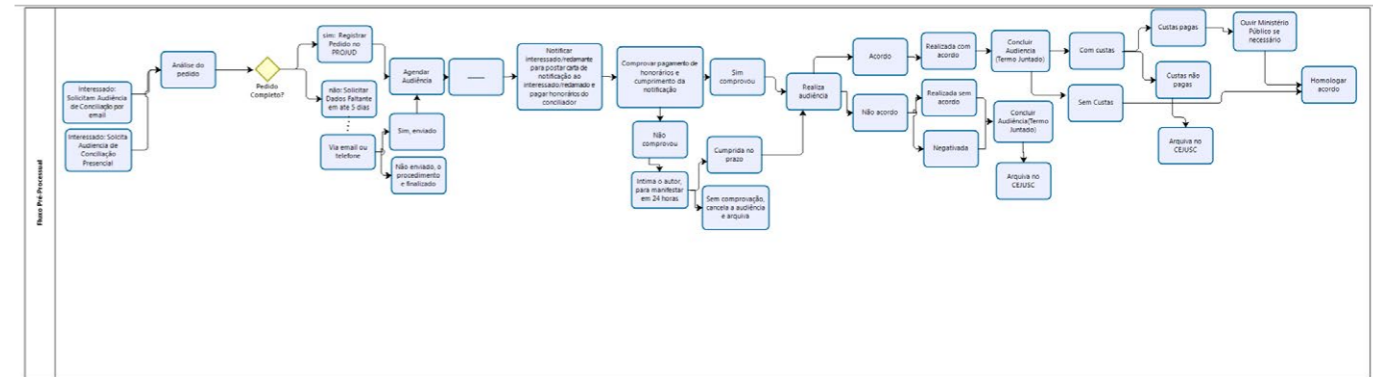 Fluxo Pré-Processual
Interessado:
Solicitam Audiência
de Conciliação por
email
Interessado: Solicita
Audiencia de
Conciliação
Presencial
Análise do
pedido
Pedido
Completo?
sim: Registrar
Pedido no
PROJUD
não: Solicitar
Dados Faltante
em até 5 dias
Via email ou
telefone
Sim, enviado
Não enviado, o
procedimento
e finalizado
Agendar
Audiência
Notificar
interessado/reclamante
para postar carta de
notificação ao
interessado/reclamado e
pagar honorários do
conciliador
Comprovar pagamento de
honorários e
cumprimento da
notificação
Sim
comprovou
Não
comprovou
Intima o autor,
para manifestar
em 24 horas
Cumprida no
prazo
Sem comprovação,
cancela a audiência
e arquiva
Realiza
audiência
Acordo
Não acordo
Realizada com
acordo
Realizada sem
acordo
Negativada
Concluir
Audiencia
(Termo Juntado)
Concluir
Audiência(Termo
Juntado)
Arquiva no
CEJUSC
Com custas
Sem Custas
Custas pagas
Custas não
pagas
Arquiva no
CEJUSC
Ouvir Ministério
Público se
necessário
Homologar
acordo